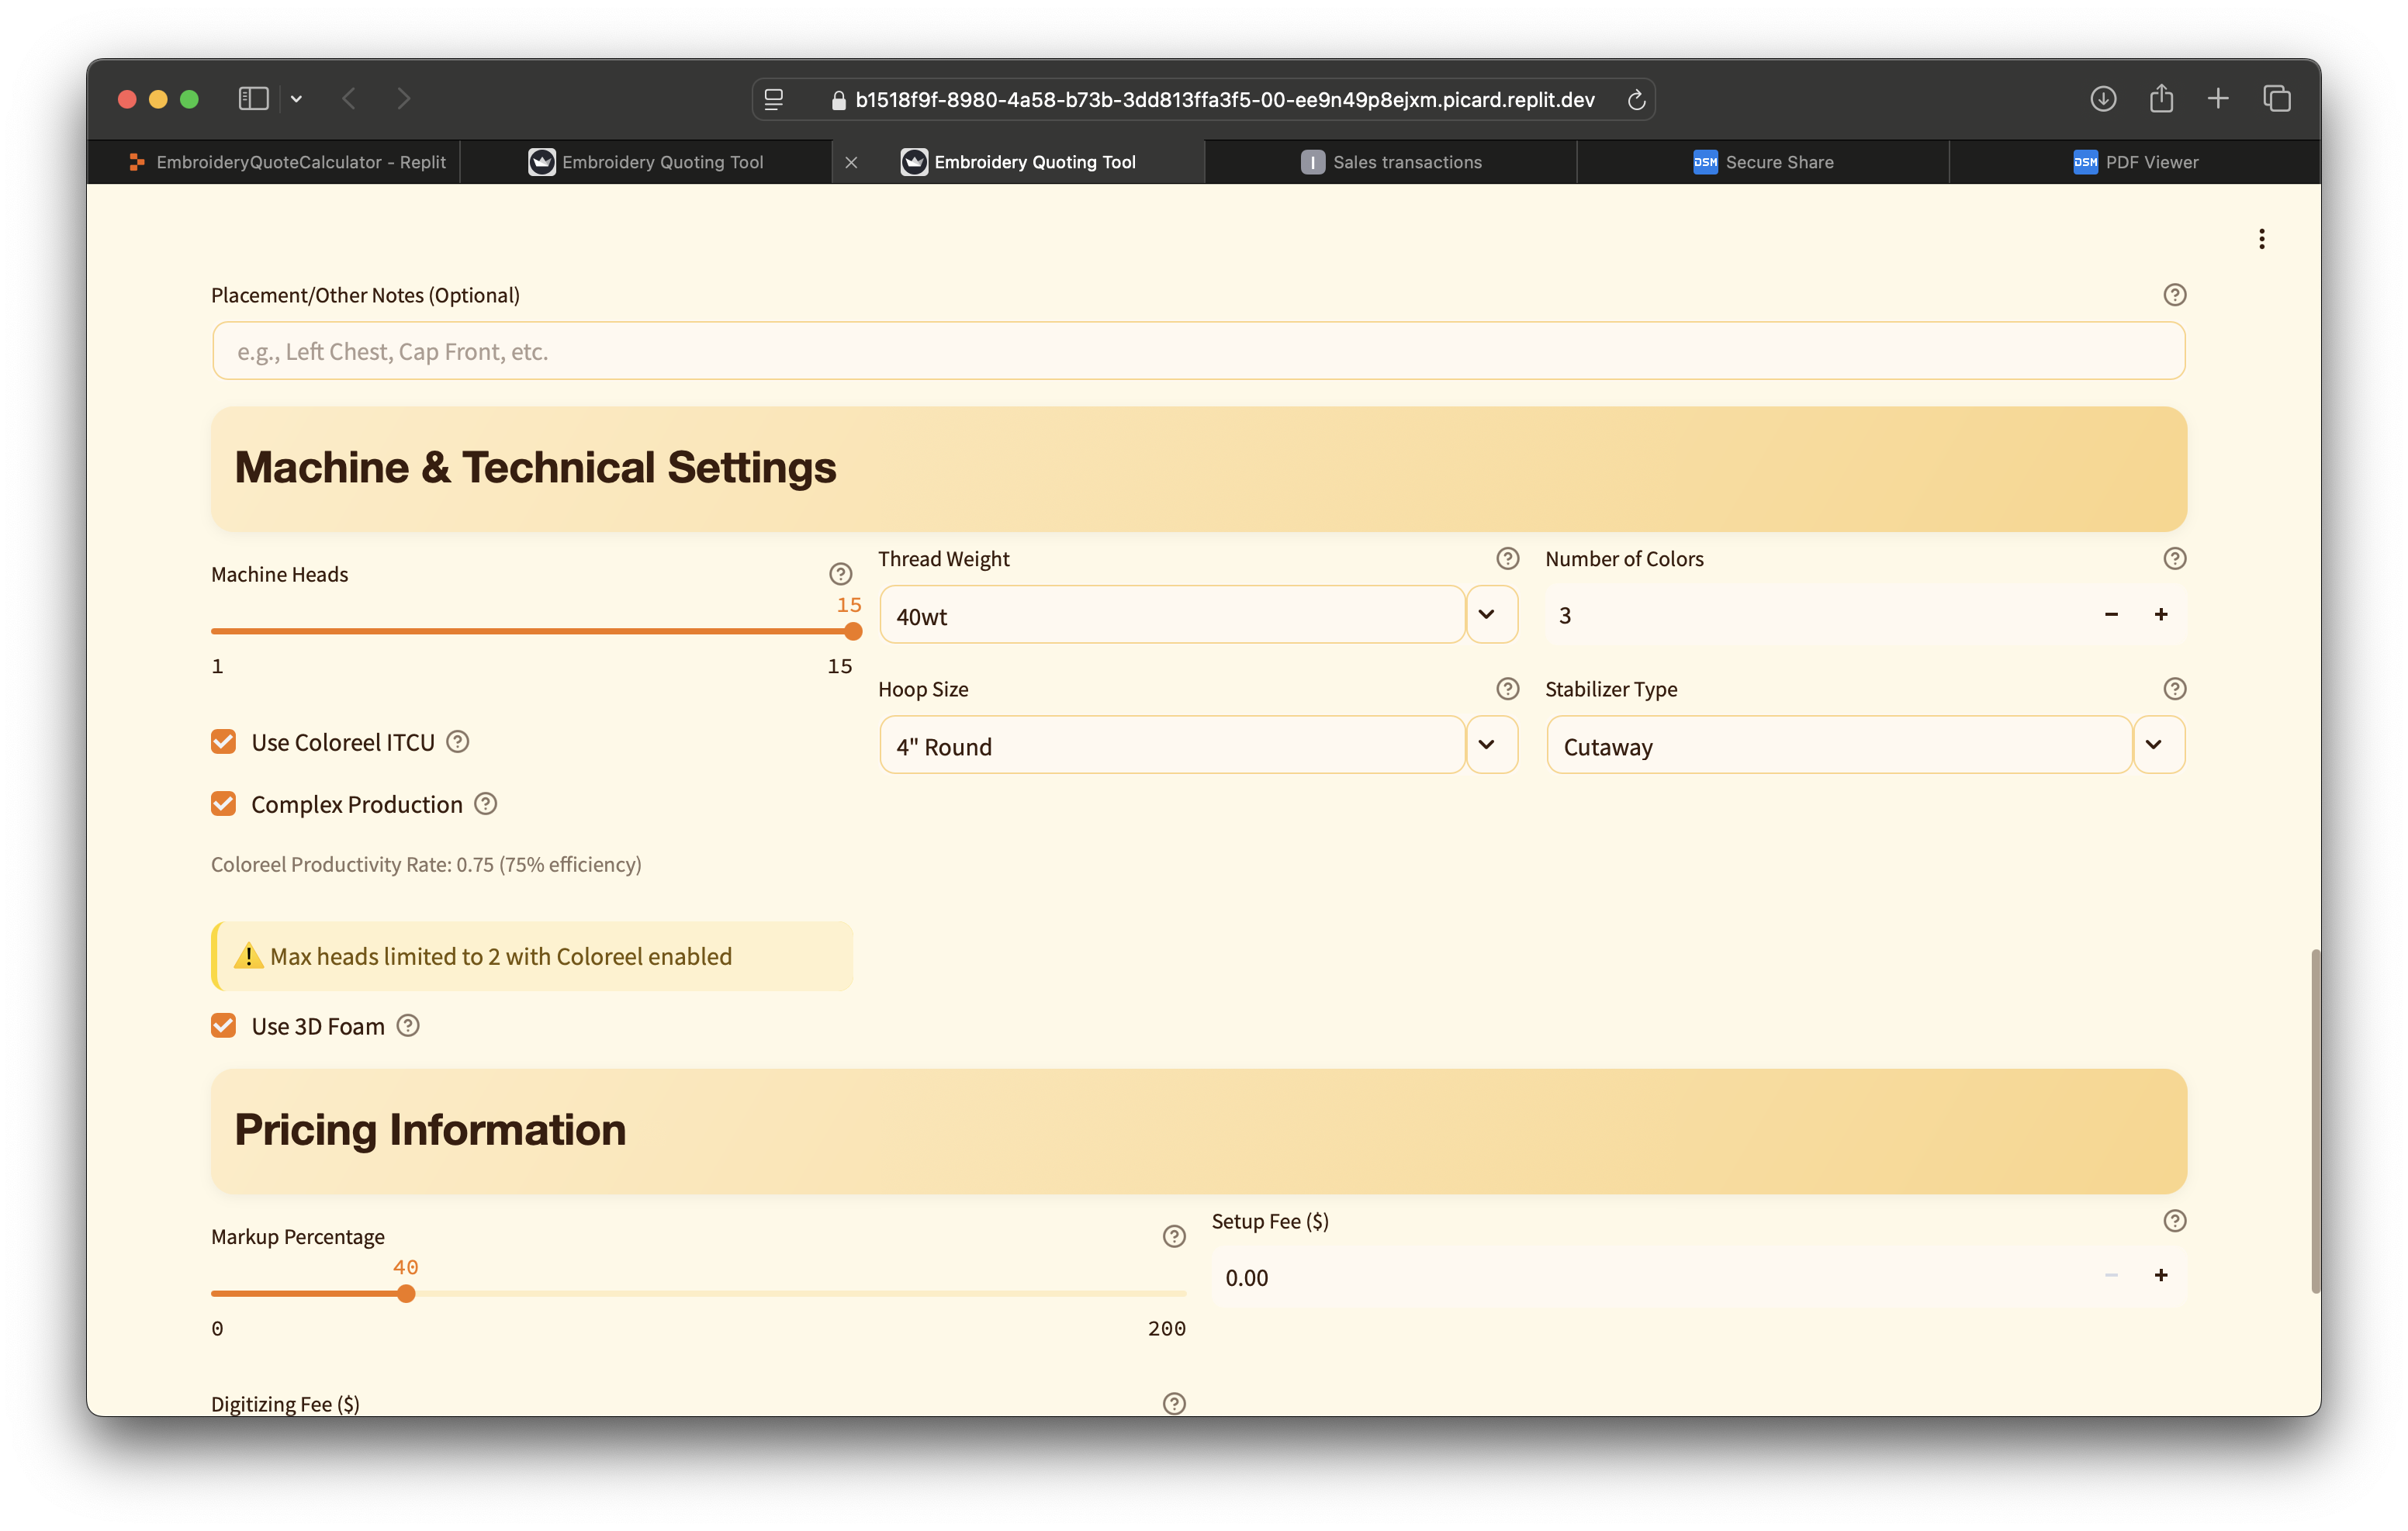 b1518f9f-8980-4a58-b73b-3dd813ffa3f5-00-ee9n49p8ejxm.picard.replit.dev
EmbroideryQuoteCalculator - Replit
Embroidery Quoting Tool
Embroidery Quoting Tool
I
Sales transactions
DSM Secure Share
DSM PDF Viewer
Placement/Other Notes (Optional)
e.g., Left Chest, Cap Front, etc.
Machine & Technical Settings
Machine Heads
15
1
15
Thread Weight
40wt
Number of Colors
3
Hoop Size
4" Round
Stabilizer Type
Cutaway
Use Coloreel ITCU
Complex Production
Coloreel Productivity Rate: 0.75 (75% efficiency)
⚠️ Max heads limited to 2 with Coloreel enabled
Use 3D Foam
Pricing Information
Markup Percentage
40
0
200
Setup Fee ($)
0.00
Digitizing Fee ($)